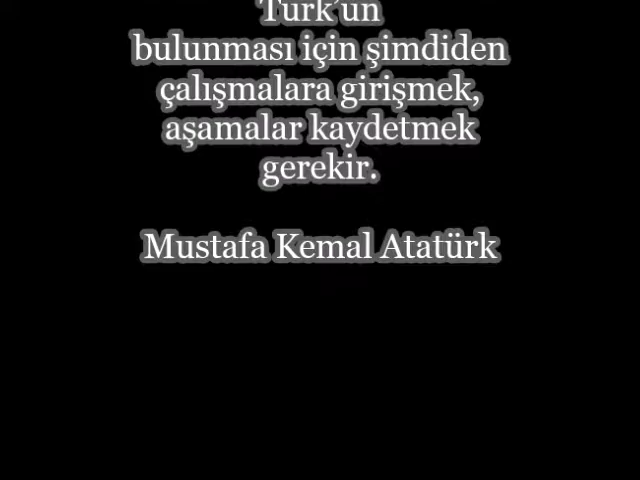 Türk'ün
bulunması için şimdiden
çalışmalara girişmek,
aşamalar kaydetmek
gerekir.
Mustafa Kemal Atatürk